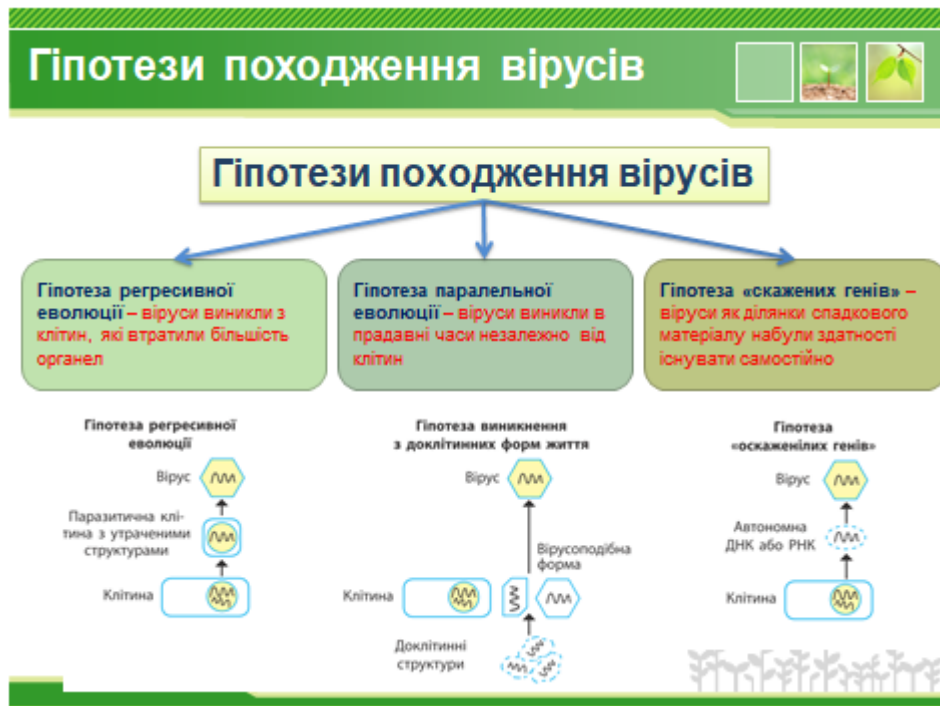 Гіпотези походження вірусів
Гіпотези походження вірусів
Гіпотеза регресивної
еволюції – віруси виникли з
клітин, які втратили більшість
органел
Гіпотеза паралельної
еволюції – віруси виникли в
прадавні часи незалежно від
клітин
Гіпотеза «скажених генів» –
віруси як ділянки спадкового
матеріалу набули здатності
існувати самостійно
Гіпотеза регресивної
еволюції
Вірус
Паразитична клі-
тина з утраченими
структурами
Клітина
Гіпотеза виникнення
з доклітинних форм життя
Вірус
Вірусоподібна
форма
Клітина
Доклітинні
структури
Гіпотеза
«оскаженілих генів»
Вірус
Автономна
ДНК або РНК
Клітина